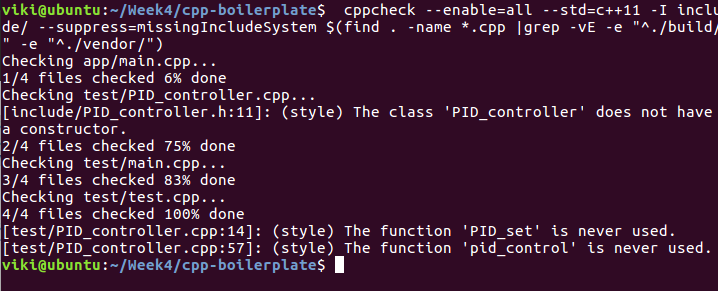 viki@ubuntu:~/Week4/cpp-boilerplate$  cppcheck --enable=all --std=c++11 -I inclu
de/ --suppress=missingIncludeSystem $(find . -name *.cpp |grep -vE -e "^./build/
" -e "^./vendor/")
Checking app/main.cpp...
1/4 files checked 6% done
Checking test/PID_controller.cpp...
[include/PID_controller.h:11]: (style) The class 'PID_controller' does not have
a constructor.
2/4 files checked 75% done
Checking test/main.cpp...
3/4 files checked 83% done
Checking test/test.cpp...
4/4 files checked 100% done
[test/PID_controller.cpp:14]: (style) The function 'PID_set' is never used.
[test/PID_controller.cpp:57]: (style) The function 'pid_control' is never used.
viki@ubuntu:~/Week4/cpp-boilerplate$